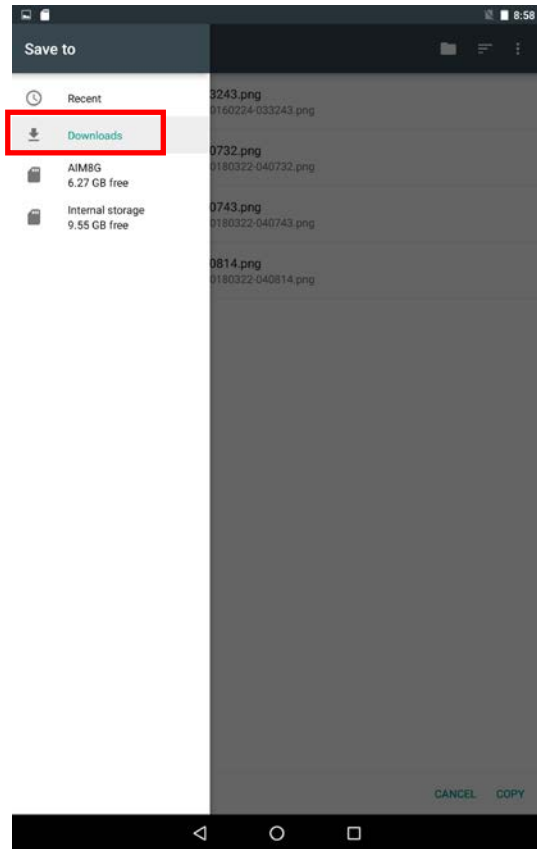 8:58
Save to
Recent
3243.png
0160224-033243.png
Downloads
0732.png
0180322-040732.png
AIM8G
6.27 GB free
Internal storage
9.55 GB free
0743.png
0180322-040743.png
0814.png
0180322-040814.png
CANCEL COPY